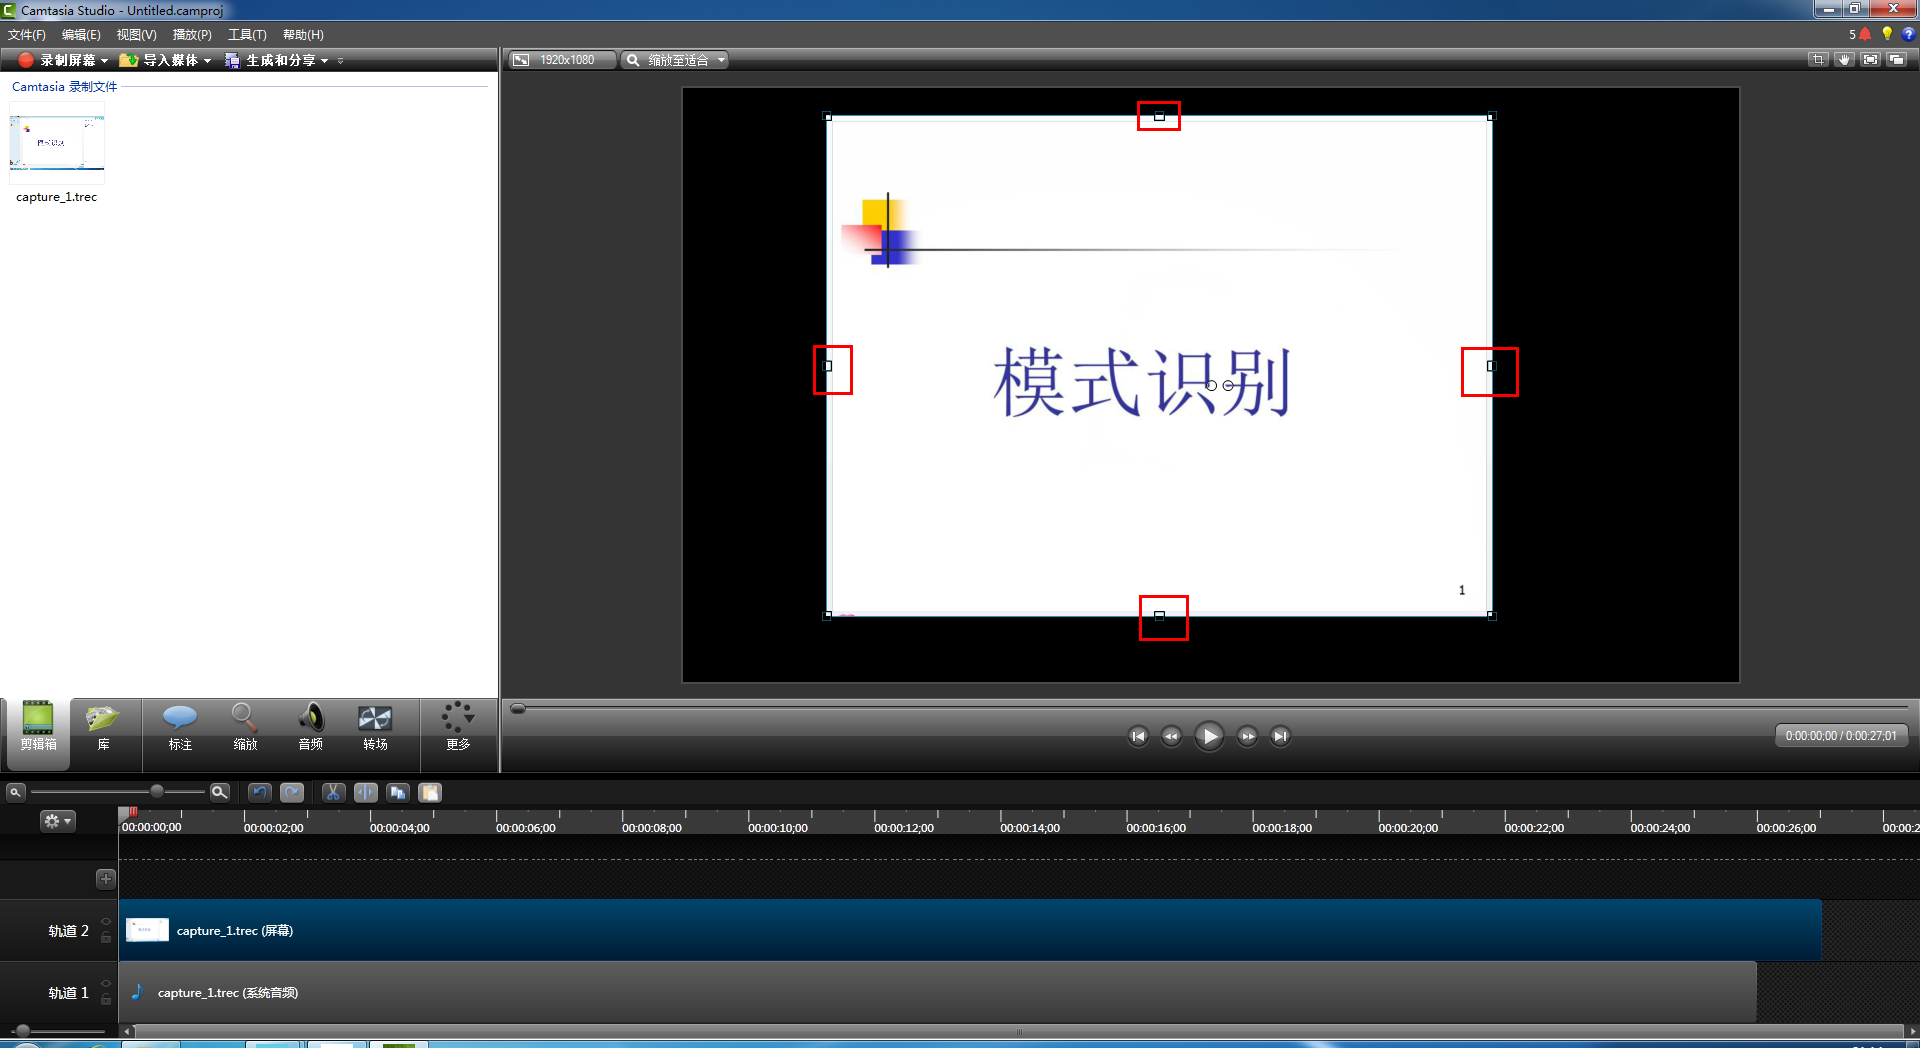 Camtasia Studio - Untitled.camproj
文件(F) 编辑(E) 视图(V) 播放(P) 工具(T) 帮助(H)
5
录制屏幕 导入媒体 生成和分享
1920x1080 缩放至适合
Camtasia 录制文件
模式识别
capture_1.trec
模式识别
1
剪辑箱 库 标注 缩放 音频 转场 更多
0:00:00;00 / 0:00:27;01
00:00:00;00 00:00:02;00 00:00:04;00 00:00:06;00 00:00:08;00 00:00:10;00 00:00:12;00 00:00:14;00 00:00:16;00 00:00:18;00 00:00:20;00 00:00:22;00 00:00:24;00 00:00:26;00
轨道 2 capture_1.trec (屏幕)
轨道 1 capture_1.trec (系统音频)